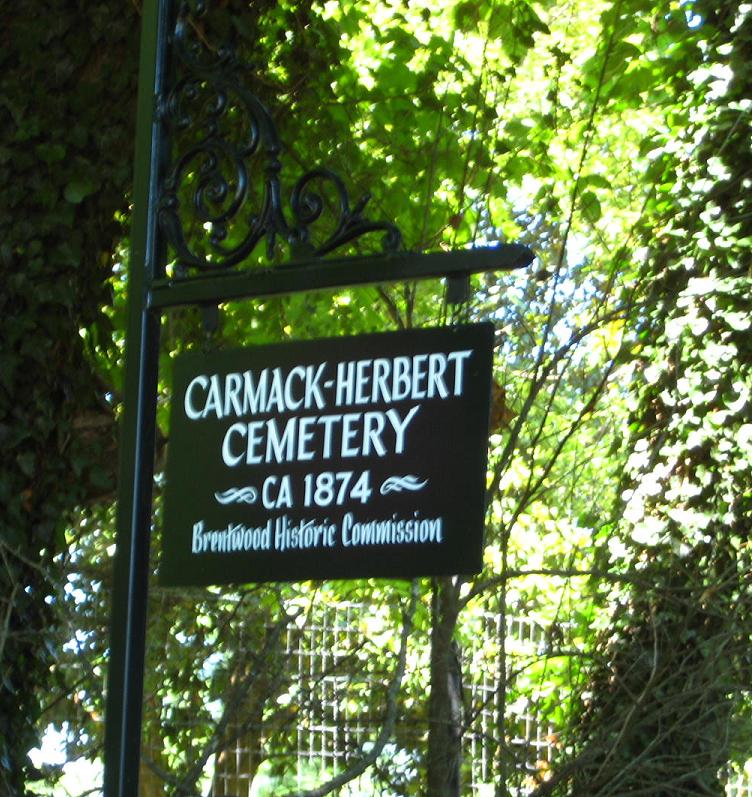 CARMACK-HERBERT
CEMETERY
CA 1874
Brentwood Historic Commission